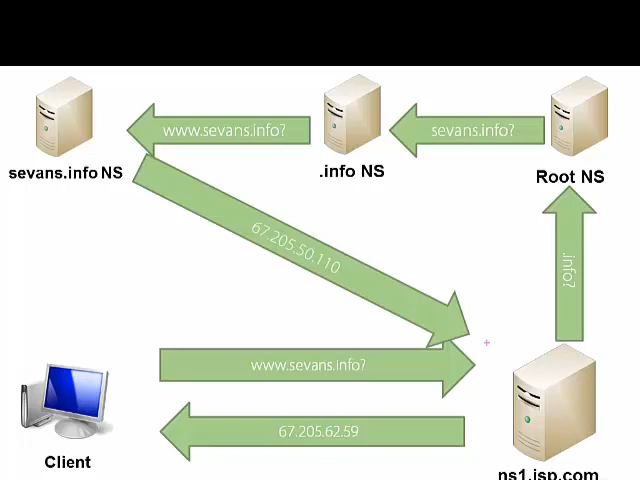 www.sevans.info?
sevans.info?
sevans.info NS
.info NS
Root NS
67.205.50.110
.info?
www.sevans.info?
67.205.62.59
Client
ns1.isp.com